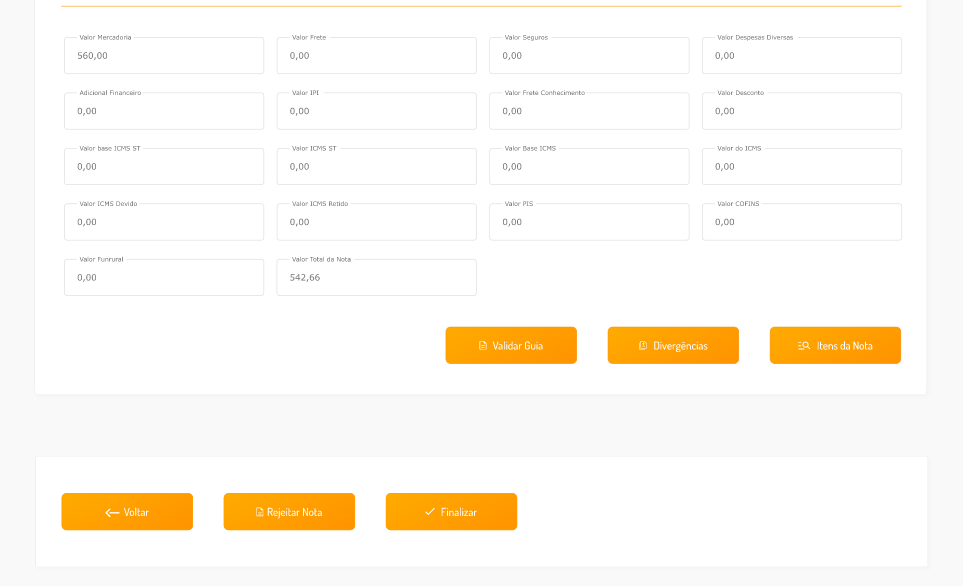 Valor Mercadoria
560,00
Valor Frete
0,00
Valor Seguros
0,00
Valor Despesas Diversas
0,00
Adicional Financeiro
0,00
Valor IPI
0,00
Valor Frete Conhecimento
0,00
Valor Desconto
0,00
Valor base ICMS ST
0,00
Valor ICMS ST
0,00
Valor Base ICMS
0,00
Valor do ICMS
0,00
Valor ICMS Devido
0,00
Valor ICMS Retido
0,00
Valor PIS
0,00
Valor COFINS
0,00
Valor Funrural
0,00
Valor Total da Nota
542,66
Validar Guia
Divergências
Itens da Nota
Voltar
Rejeitar Nota
Finalizar